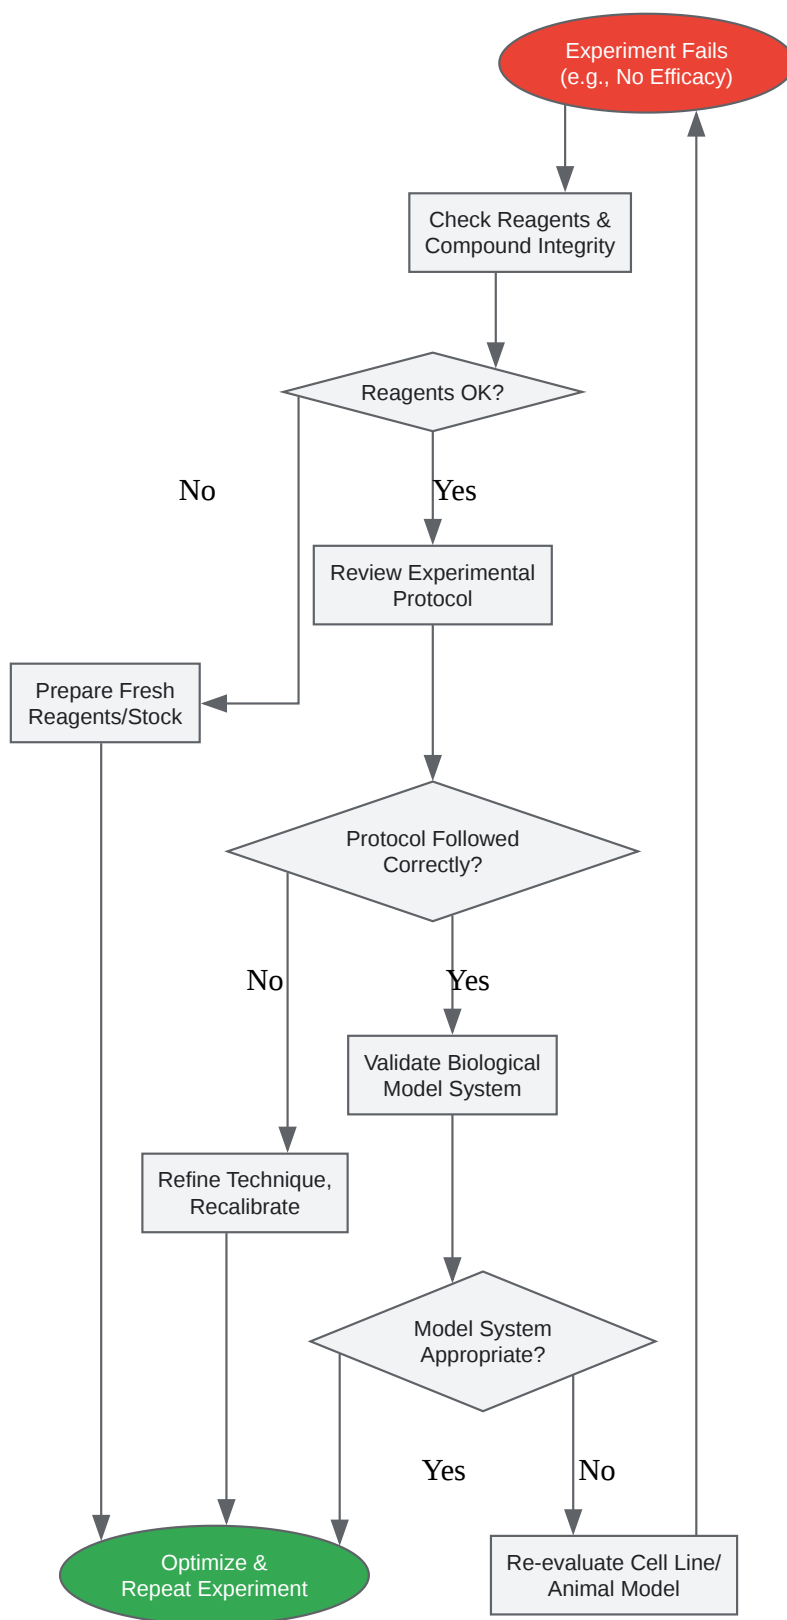 Experiment Fails
(e.g., No Efficacy)
Check Reagents &
Compound Integrity
Reagents OK?
No
Yes
Review Experimental
Protocol
Prepare Fresh
Reagents/Stock
Protocol Followed
Correctly?
No
Yes
Validate Biological
Model System
Refine Technique,
Recalibrate
Model System
Appropriate?
Yes
No
Optimize &
Repeat Experiment
Re-evaluate Cell Line/
Animal Model